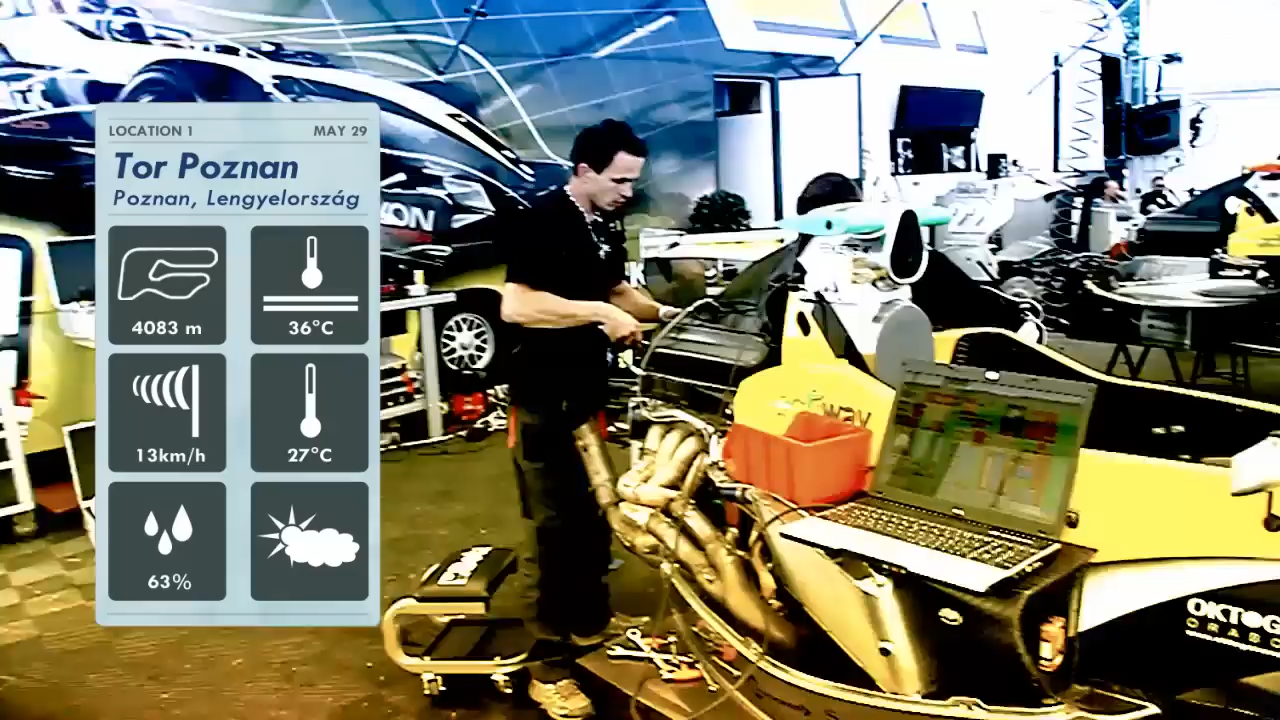 LOCATION 1 MAY 29
Tor Poznan
Poznan, Lengyelország
4083 m
36°C
13km/h
27°C
63%
OKTOG